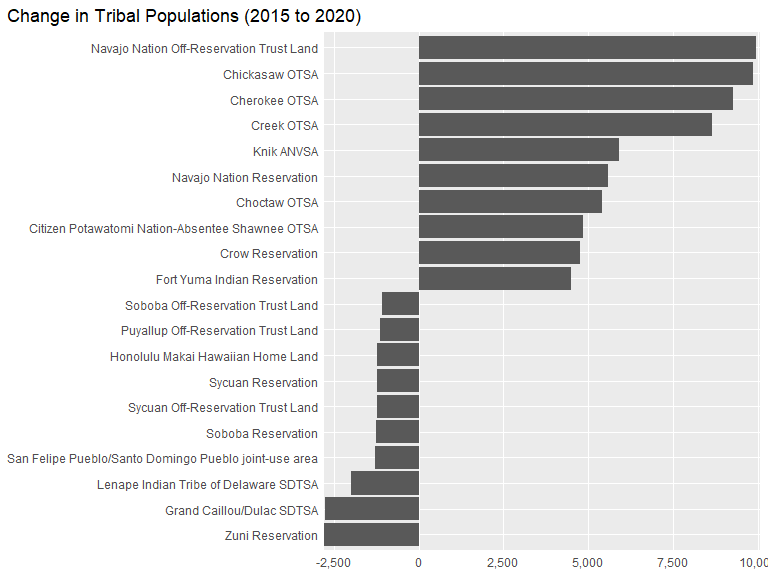 Change in Tribal Populations (2015 to 2020)
Navajo Nation Off-Reservation Trust Land
Chickasaw OTSA
Cherokee OTSA
Creek OTSA
Knik ANVSA
Navajo Nation Reservation
Choctaw OTSA
Citizen Potawatomi Nation-Absentee Shawnee OTSA
Crow Reservation
Fort Yuma Indian Reservation
Soboba Off-Reservation Trust Land
Puyallup Off-Reservation Trust Land
Honolulu Makai Hawaiian Home Land
Sycuan Reservation
Sycuan Off-Reservation Trust Land
Soboba Reservation
San Felipe Pueblo/Santo Domingo Pueblo joint-use area
Lenape Indian Tribe of Delaware SDTSA
Grand Caillou/Dulac SDTSA
Zuni Reservation
-2,500 0 2,500 5,000 7,500 10,00